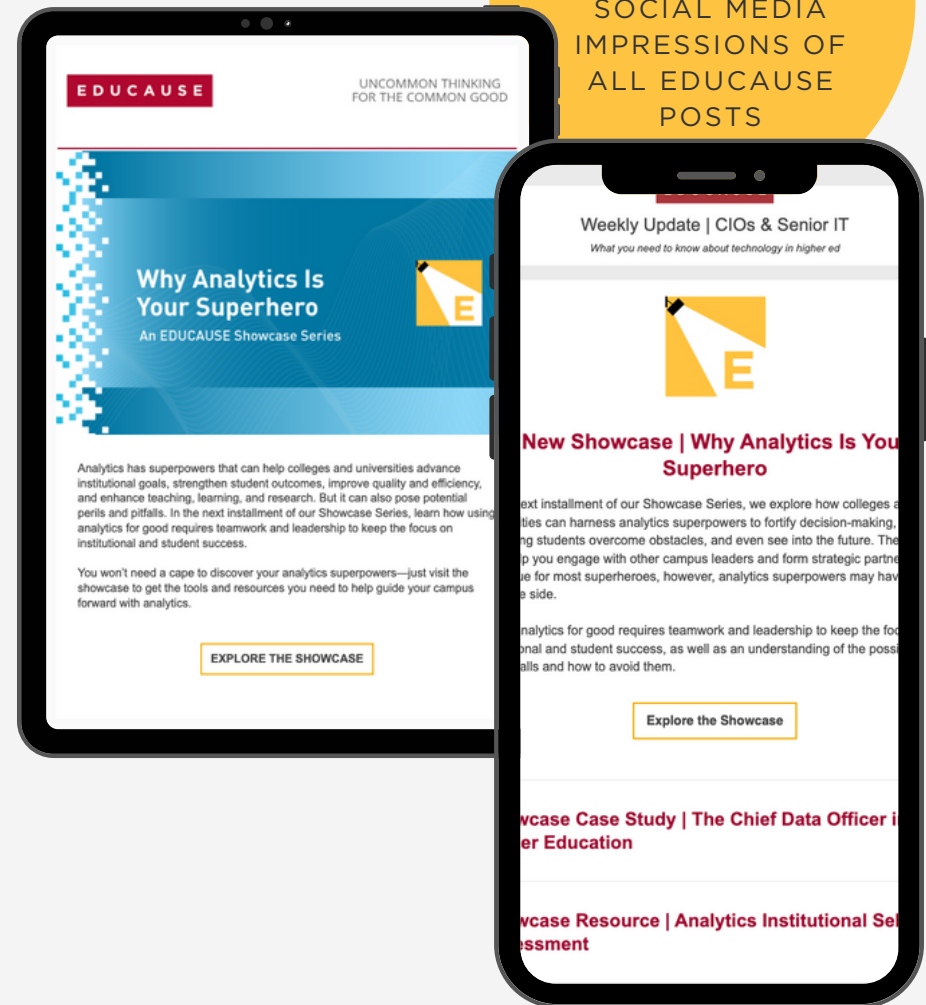 SOCIAL MEDIA
IMPRESSIONS OF
ALL EDUCAUSE
POSTS
EDUCAUSE
UNCOMMON THINKING
FOR THE COMMON GOOD
Why Analytics Is
Your Superhero
An EDUCAUSE Showcase Series
E
Analytics has superpowers that can help colleges and universities advance
institutional goals, strengthen student outcomes, improve quality and efficiency,
and enhance teaching, learning, and research. But it can also pose potential
perils and pitfalls. In the next installment of our Showcase Series, learn how using
analytics for good requires teamwork and leadership to keep the focus on
institutional and student success.
You won't need a cape to discover your analytics superpowers—just visit the
showcase to get the tools and resources you need to help guide your campus
forward with analytics.
EXPLORE THE SHOWCASE
Weekly Update | CIOs & Senior IT
What you need to know about technology in higher ed
E
New Showcase | Why Analytics Is You
Superhero
ext installment of our Showcase Series, we explore how colleges a
ities can harness analytics superpowers to fortify decision-making,
ng students overcome obstacles, and even see into the future. The
p you engage with other campus leaders and form strategic partne
ue for most superheroes, however, analytics superpowers may hav
e side.
nalytics for good requires teamwork and leadership to keep the foc
onal and student success, as well as an understanding of the possi
alls and how to avoid them.
Explore the Showcase
wcase Case Study | The Chief Data Officer i
er Education
wcase Resource | Analytics Institutional Sel
essment